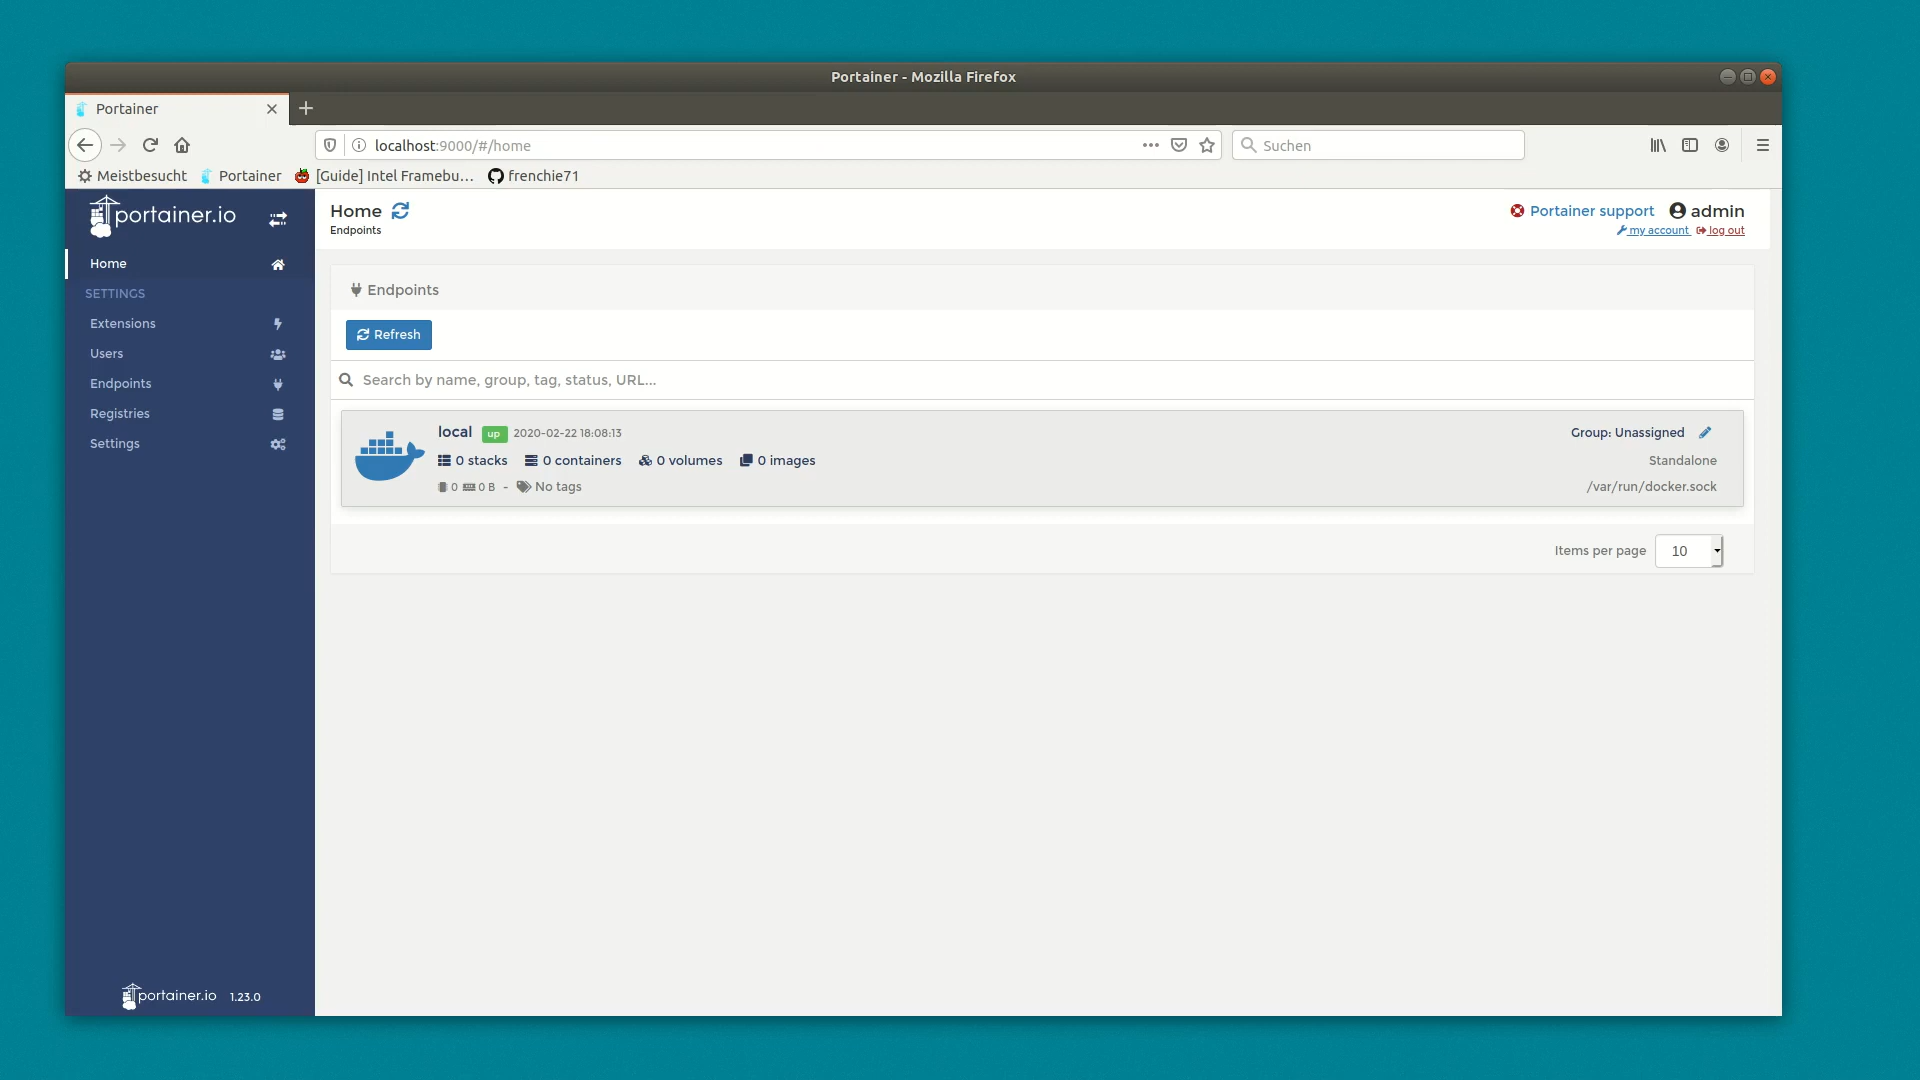 Portainer - Mozilla Firefox
Portainer
localhost:9000/#/home
Suchen
Meistbesucht Portainer [Guide] Intel Framebu... frenchie71
portainer.io
Home
SETTINGS
Extensions
Users
Endpoints
Registries
Settings
portainer.io 1.23.0
Home
Endpoints
Portainer support admin
my account log out
Endpoints
Refresh
Search by name, group, tag, status, URL...
local up 2020-02-22 18:08:13
Group: Unassigned
0 stacks 0 containers 0 volumes 0 images
Standalone
0 0 B - No tags
/var/run/docker.sock
Items per page 10